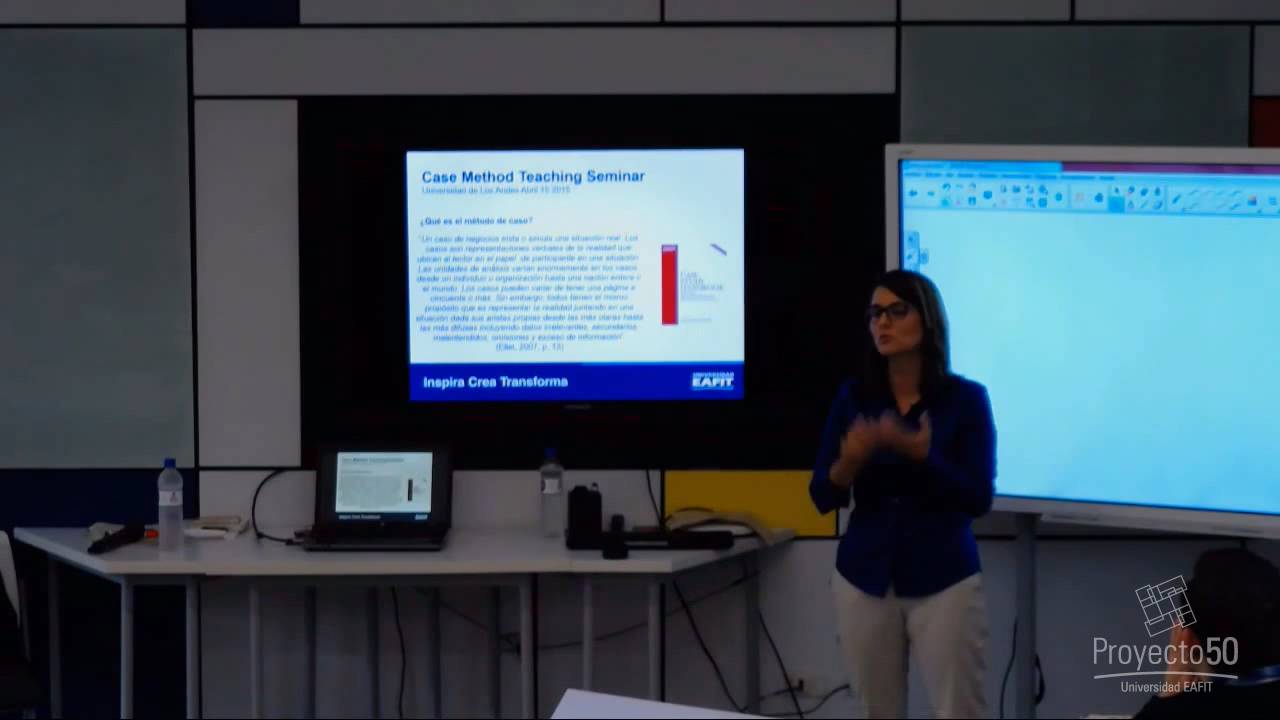 Case Method Teaching Seminar
Universidad de Los Andes Abril 15 2015
¿Qué es el método de caso?
"Un caso de negocios imita o simula una situación real. Los
casos son representaciones verbales de la realidad que
ubican al lector en el papel de participante en una situación
Las unidades de análisis varían enormemente en los casos
desde un individuo u organización hasta una nación entera o
el mundo. Los casos pueden variar de tener una página a
cincuenta o más. Sin embargo, todos tienen el mismo
propósito que es representar la realidad juntando en una
situación dada sus aristas propias desde las más claras hasta
las más difusas incluyendo datos irrelevantes, secundarios
malentendidos, omisiones y exceso de información"
(Ellet, 2007, p. 13)
CASE
STUDY
HANDBOOK
Inspira Crea Transforma
UNIVERSIDAD
EAFIT
Proyecto50
Universidad EAFIT